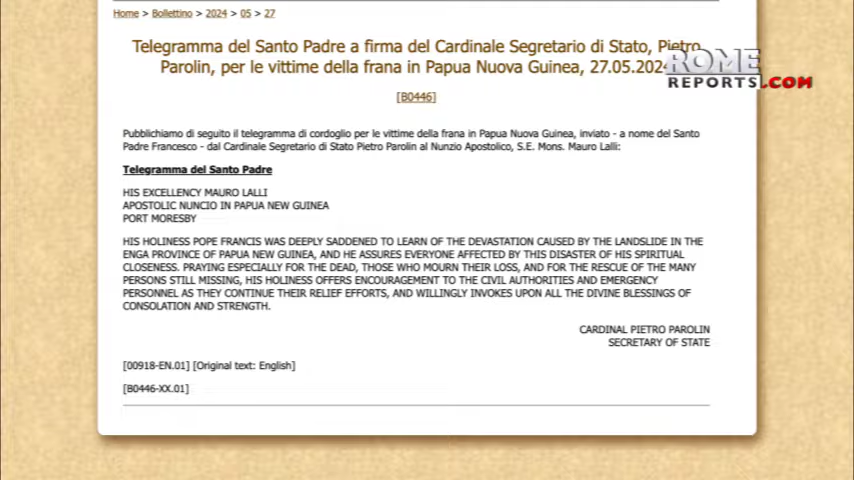 Home > Bollettino > 2024 > 05 > 27
Telegramma del Santo Padre a firma del Cardinale Segretario di Stato, Pietro
Parolin, per le vittime della frana in Papua Nuova Guinea, 27.05.2024
ROME
REPORTS.COM
[B0446]
Pubblichiamo di seguito il telegramma di cordoglio per le vittime della frana in Papua Nuova Guinea, inviato - a nome del Santo
Padre Francesco - dal Cardinale Segretario di Stato Pietro Parolin al Nunzio Apostolico, S.E. Mons. Mauro Lalli:
Telegramma del Santo Padre
HIS EXCELLENCY MAURO LALLI
APOSTOLIC NUNCIO IN PAPUA NEW GUINEA
PORT MORESBY
HIS HOLINESS POPE FRANCIS WAS DEEPLY SADDENED TO LEARN OF THE DEVASTATION CAUSED BY THE LANDSLIDE IN THE
ENGA PROVINCE OF PAPUA NEW GUINEA, AND HE ASSURES EVERYONE AFFECTED BY THIS DISASTER OF HIS SPIRITUAL
CLOSENESS. PRAYING ESPECIALLY FOR THE DEAD, THOSE WHO MOURN THEIR LOSS, AND FOR THE RESCUE OF THE MANY
PERSONS STILL MISSING, HIS HOLINESS OFFERS ENCOURAGEMENT TO THE CIVIL AUTHORITIES AND EMERGENCY
PERSONNEL AS THEY CONTINUE THEIR RELIEF EFFORTS, AND WILLINGLY INVOKES UPON ALL THE DIVINE BLESSINGS OF
CONSOLATION AND STRENGTH.
CARDINAL PIETRO PAROLIN
SECRETARY OF STATE
[00918-EN.01] [Original text: English]
[B0446-XX.01]